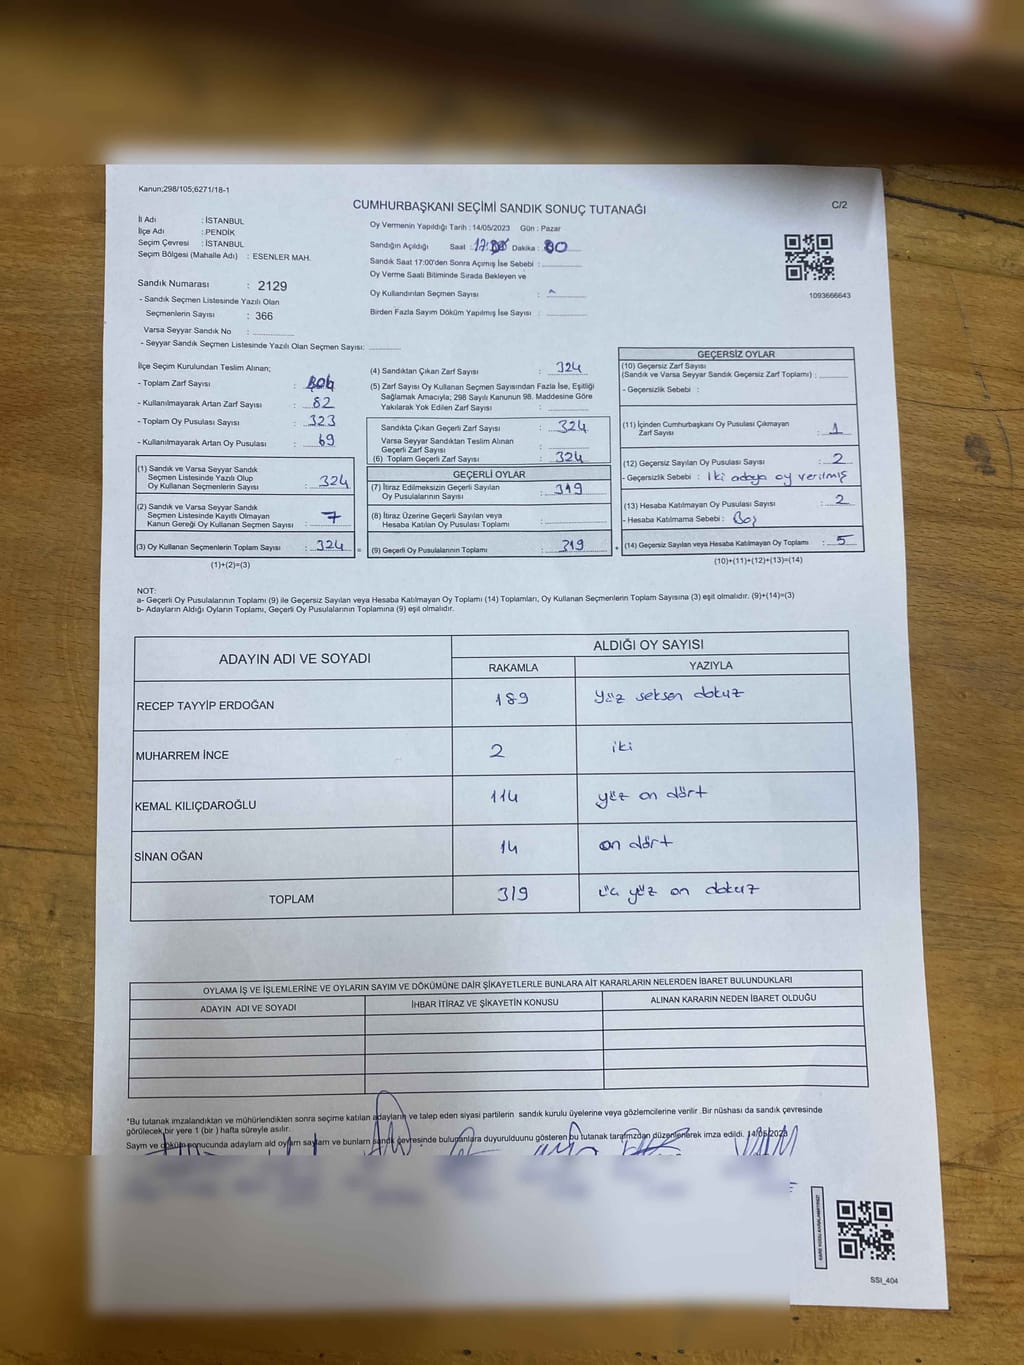 Kanun;298/105;6271/18-1
CUMHURBAŞKANI SEÇİMİ SANDIK SONUÇ TUTANAĞI
C/2
İl Adı : İSTANBUL
İlçe Adı : PENDİK
Seçim Çevresi : İSTANBUL
Seçim Bölgesi (Mahalle Adı) : ESENLER MAH.
Sandık Numarası : 2129
- Sandık Seçmen Listesinde Yazılı Olan
Seçmenlerin Sayısı : 366
Varsa Seyyar Sandık No :
- Seyyar Sandık Seçmen Listesinde Yazılı Olan Seçmen Sayısı:
Oy Vermenin Yapıldığı Tarih : 14/05/2023 Gün : Pazar
Sandığın Açıldığı Saat : 17: Dakika : 00
Sandık Saat 17:00'den Sonra Açımış İse Sebebi :
Oy Verme Saati Bitiminde Sırada Bekleyen ve
Oy Kullandırılan Seçmen Sayısı :
Birden Fazla Sayım Döküm Yapılmış İse Sayısı :
1093666643
İlçe Seçim Kurulundan Teslim Alınan;
- Toplam Zarf Sayısı :
- Kullanılmayarak Artan Zarf Sayısı : 82
- Toplam Oy Pusulası Sayısı : 323
- Kullanılmayarak Artan Oy Pusulası : 69
(1) Sandık ve Varsa Seyyar Sandık
Seçmen Listesinde Yazılı Olup
Oy Kullanan Seçmenlerin Sayısı : 324
(2) Sandık ve Varsa Seyyar Sandık
Seçmen Listesinde Kayıtlı Olmayan
Kanun Gereği Oy Kullanan Seçmen Sayısı : 7
(3) Oy Kullanan Seçmenlerin Toplam Sayısı : 324
(1)+(2)=(3)
(4) Sandıktan Çıkan Zarf Sayısı : 324
(5) Zarf Sayısı Oy Kullanan Seçmen Sayısından Fazla İse, Eşitliği
Sağlamak Amacıyla; 298 Sayılı Kanunun 98. Maddesine Göre
Yakılarak Yok Edilen Zarf Sayısı :
Sandıkta Çıkan Geçerli Zarf Sayısı : 324
Varsa Seyyar Sandıktan Teslim Alınan
Geçerli Zarf Sayısı :
(6) Toplam Geçerli Zarf Sayısı : 324
GEÇERLİ OYLAR
(7) İtiraz Edilmeksizin Geçerli Sayılan
Oy Pusulalarının Sayısı : 319
(8) İtiraz Üzerine Geçerli Sayılan veya
Hesaba Katılan Oy Pusulası Toplamı :
(9) Geçerli Oy Pusulalarının Toplamı : 319
GEÇERSİZ OYLAR
(10) Geçersiz Zarf Sayısı
(Sandık ve Varsa Seyyar Sandık Geçersiz Zarf Toplamı) :
- Geçersizlik Sebebi :
(11) İçinden Cumhurbaşkanı Oy Pusulası Çıkmayan
Zarf Sayısı : 1
(12) Geçersiz Sayılan Oy Pusulası Sayısı : 2
- Geçersizlik Sebebi : İki adaya oy verilmiş
(13) Hesaba Katılmayan Oy Pusulası Sayısı : 2
- Hesaba Katılmama Sebebi : Boş
(14) Geçersiz Sayılan veya Hesaba Katılmayan Oy Toplamı : 5
(10)+(11)+(12)+(13)=(14)
NOT:
a- Geçerli Oy Pusulalarının Toplamı (9) ile Geçersiz Sayılan veya Hesaba Katılmayan Oy Toplamı (14) Toplamları, Oy Kullanan Seçmenlerin Toplam Sayısına (3) eşit olmalıdır. (9)+(14)=(3)
b- Adayların Aldığı Oyların Toplamı, Geçerli Oy Pusulalarının Toplamına (9) eşit olmalıdır.
ADAYIN ADI VE SOYADI ALDIĞI OY SAYISI
RAKAMLA YAZIYLA
RECEP TAYYİP ERDOĞAN 189 yüz seksen dokuz
MUHARREM İNCE 2 iki
KEMAL KILIÇDAROĞLU 114 yüz on dört
SİNAN OĞAN 14 on dört
TOPLAM 319 üç yüz on dokuz
OYLAMA İŞ VE İŞLEMLERİNE VE OYLARIN SAYIM VE DÖKÜMÜNE DAİR ŞİKAYETLERLE BUNLARA AİT KARARLARIN NELERDEN İBARET BULUNDUKLARI
ADAYIN ADI VE SOYADI İHBAR İTİRAZ VE ŞİKAYETİN KONUSU ALINAN KARARIN NEDEN İBARET OLDUĞU
*Bu tutanak imzalandıktan ve mühürlendikten sonra seçime katılan adayların ve talep eden siyasi partilerin sandık kurulu üyelerine veya gözlemcilerine verilir .Bir nüshası da sandık çevresinde
görülecek bir yere 1 (bir ) hafta süreyle asılır.
Sayım ve döküm sonucunda adayların ald oyların sayların ve bunların sandık çevresinde bulunanlara duyurulduunu gösteren bu tutanak tarafmzdan düzenlenerek imza edildi. 14/05/2023
SSI_404